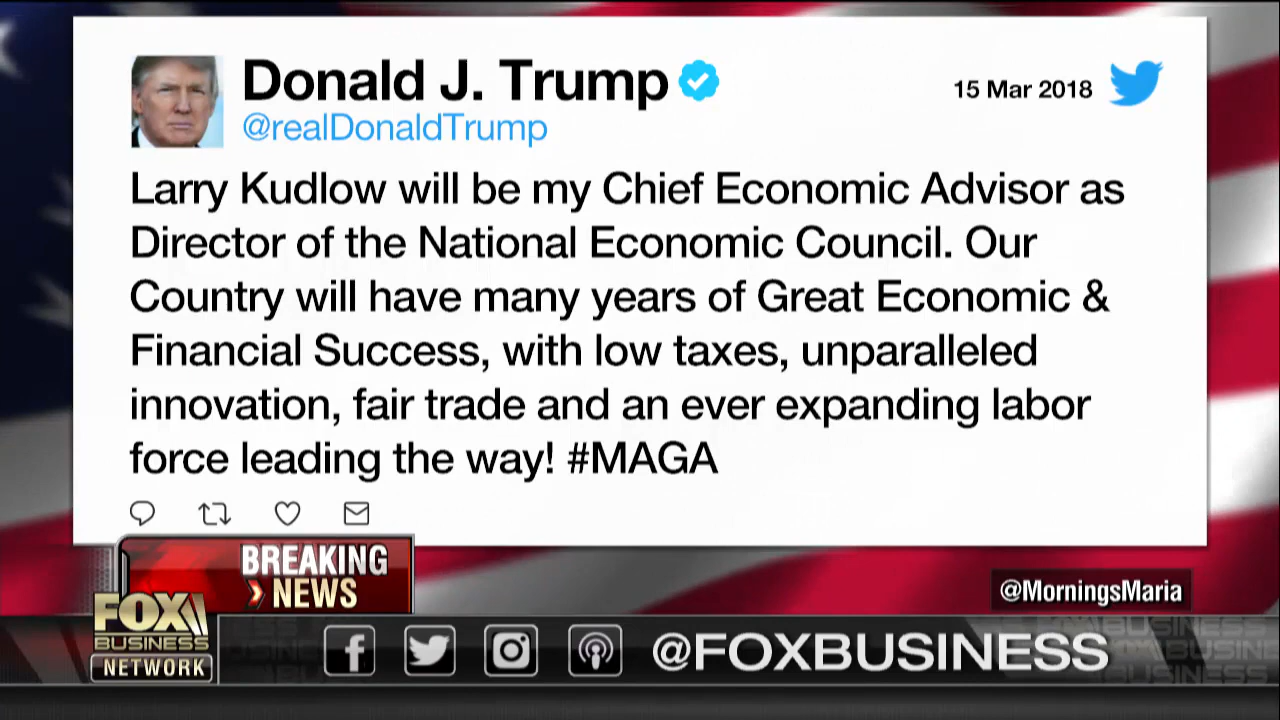 Donald J. Trump
@realDonaldTrump
15 Mar 2018
Larry Kudlow will be my Chief Economic Advisor as
Director of the National Economic Council. Our
Country will have many years of Great Economic &
Financial Success, with low taxes, unparalleled
innovation, fair trade and an ever expanding labor
force leading the way! #MAGA
BREAKING
NEWS
@MorningsMaria
FOX
BUSINESS
NETWORK
@FOXBUSINESS